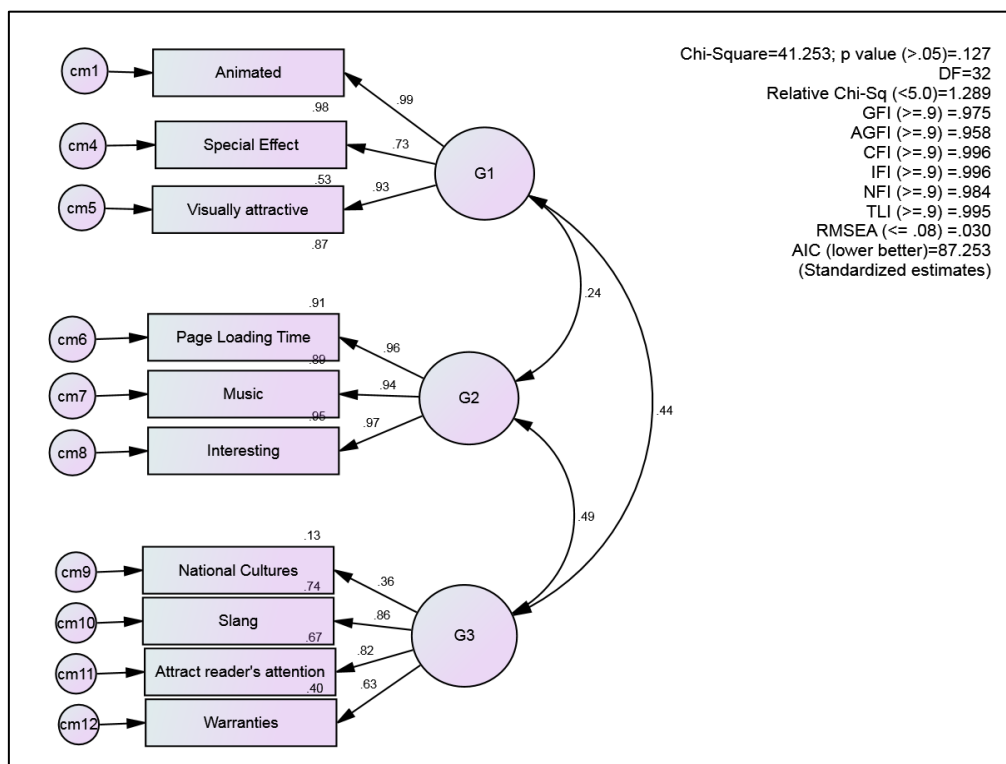 Chi-Square=41.253; p value (>.05)=.127
DF=32
Relative Chi-Sq (<5.0)=1.289
GFI (>=.9) =.975
AGFI (>=.9) =.958
CFI (>=.9) =.996
IFI (>=.9) =.996
NFI (>=.9) =.984
TLI (>=.9) =.995
RMSEA (<= .08) =.030
AIC (lower better)=87.253
(Standardized estimates)
cm1
Animated
.99
.98
cm4
Special Effect
.73
G1
.53
.93
cm5
Visually attractive
.87
.24
.91
cm6
Page Loading Time
.96
.89
cm7
Music
.94
G2
.95
.97
cm8
Interesting
.44
.49
.13
cm9
National Cultures
.36
.74
cm10
Slang
.86
G3
.67
.82
cm11
Attract reader's attention
.40
.63
cm12
Warranties